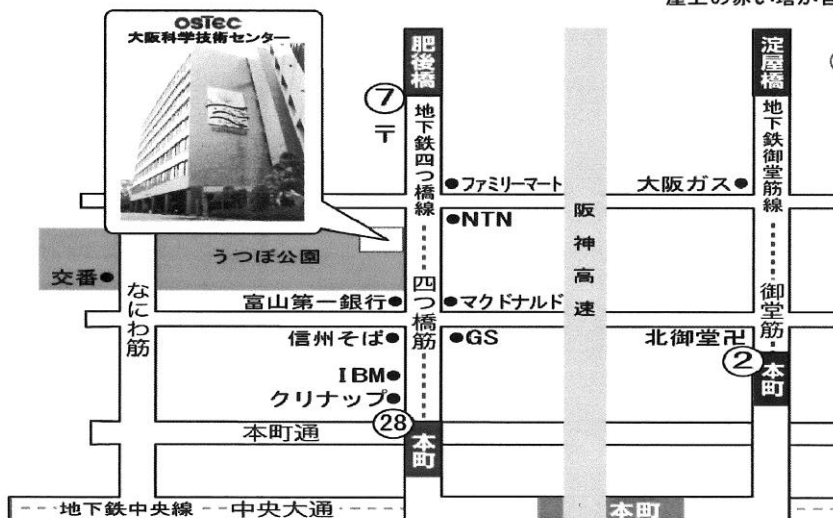 屋上の赤い塔が目
OSTEC
大阪科学技術センター
肥後橋
淀屋橋
⑦
〒
地下鉄四つ橋線
地下鉄御堂筋線
●ファミリーマート
大阪ガス●
●NTN
阪神高速
うつぼ公園
交番●
なにわ筋
四つ橋筋
御堂筋
富山第一銀行●
●マクドナルド
信州そば●
●GS
北御堂卍
②
本町
IBM●
クリナップ●
㉘
本町通
本町
地下鉄中央線
中央大通
本町